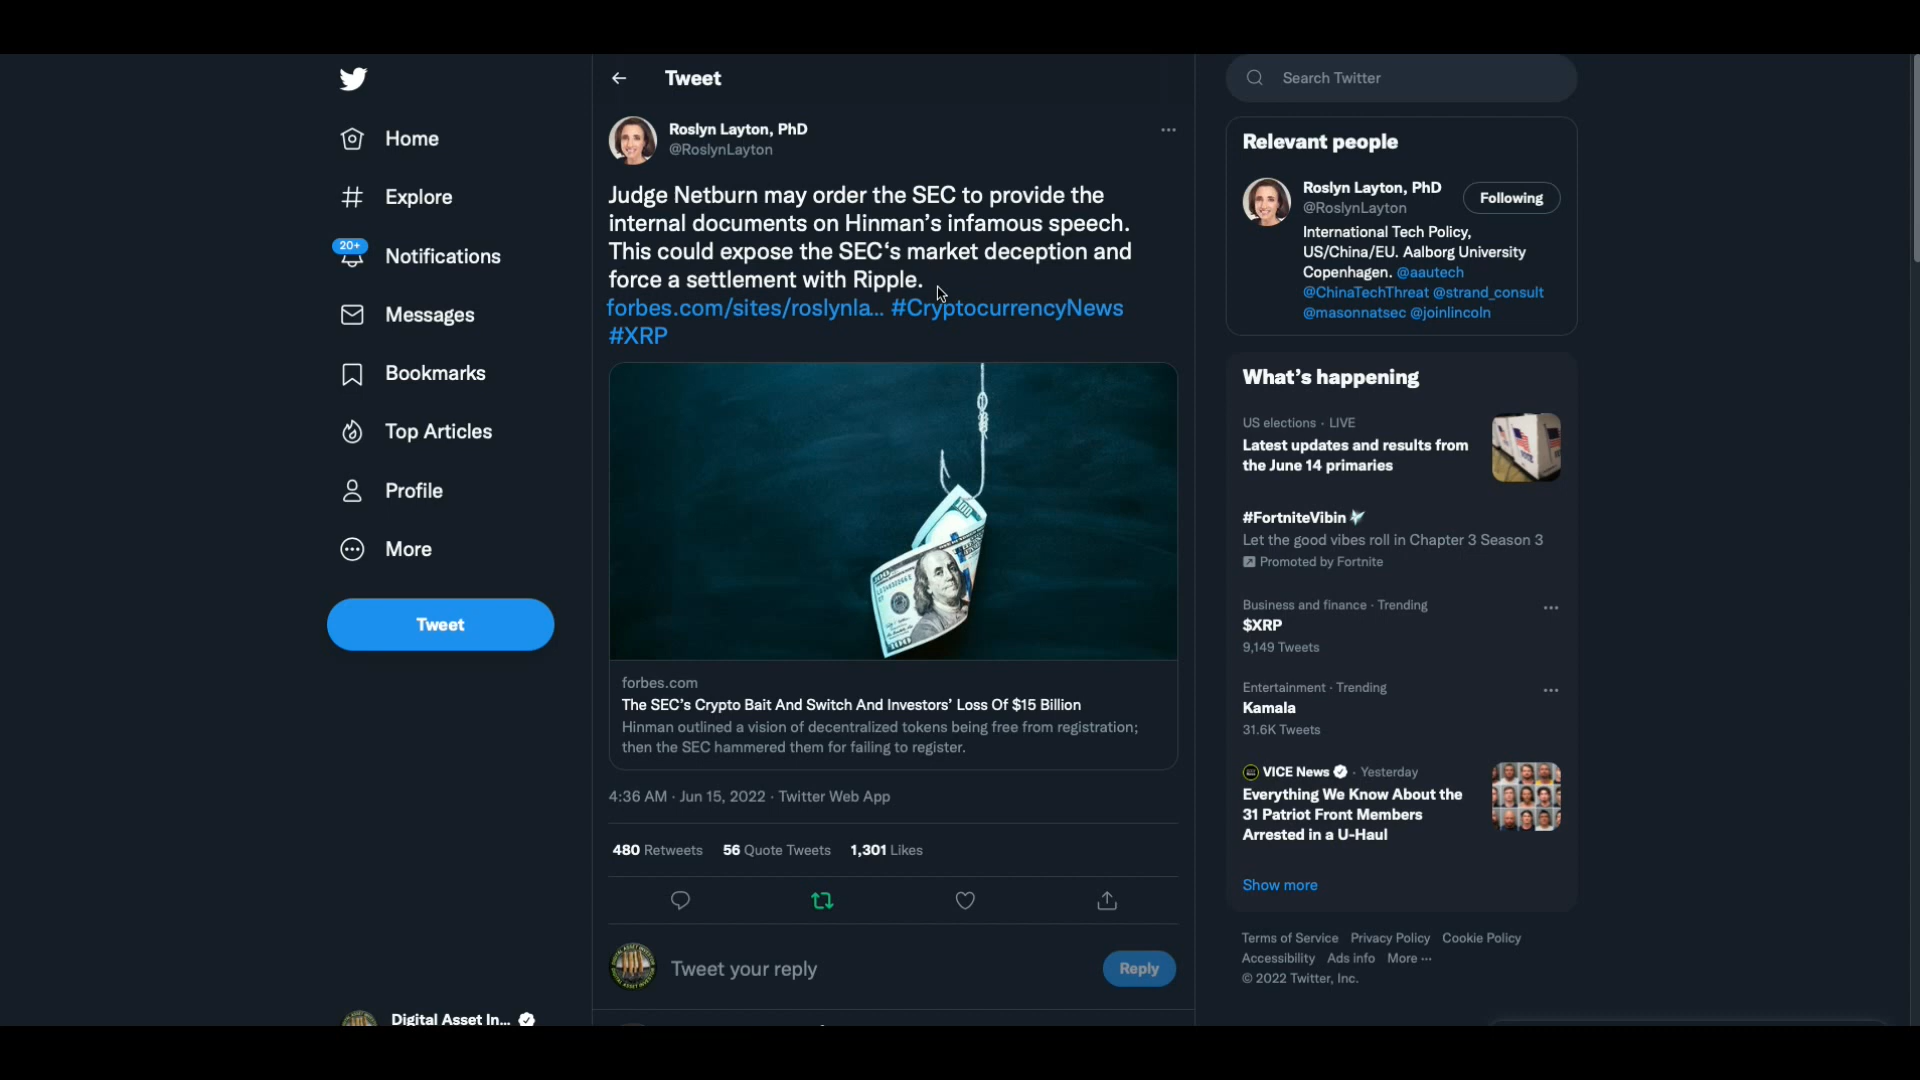 Home
Explore
20+
Notifications
Messages
Bookmarks
Top Articles
Profile
More
Tweet
Digital Asset In...
Tweet
Roslyn Layton, PhD
@RoslynLayton
Judge Netburn may order the SEC to provide the
internal documents on Hinman’s infamous speech.
This could expose the SEC‘s market deception and
force a settlement with Ripple.
forbes.com/sites/roslynla... #CryptocurrencyNews
#XRP
forbes.com
The SEC’s Crypto Bait And Switch And Investors’ Loss Of $15 Billion
Hinman outlined a vision of decentralized tokens being free from registration;
then the SEC hammered them for failing to register.
4:36 AM · Jun 15, 2022 · Twitter Web App
480 Retweets 56 Quote Tweets 1,301 Likes
Tweet your reply
Reply
Search Twitter
Relevant people
Roslyn Layton, PhD
@RoslynLayton
Following
International Tech Policy,
US/China/EU. Aalborg University
Copenhagen. @aautech
@ChinaTechThreat @strand_consult
@masonnatsec @joinlincoln
What’s happening
US elections · LIVE
Latest updates and results from
the June 14 primaries
#FortniteVibin
Let the good vibes roll in Chapter 3 Season 3
Promoted by Fortnite
Business and finance · Trending
$XRP
9,149 Tweets
Entertainment · Trending
Kamala
31.6K Tweets
VICE News · Yesterday
Everything We Know About the
31 Patriot Front Members
Arrested in a U-Haul
Show more
Terms of Service Privacy Policy Cookie Policy
Accessibility Ads info More ···
© 2022 Twitter, Inc.